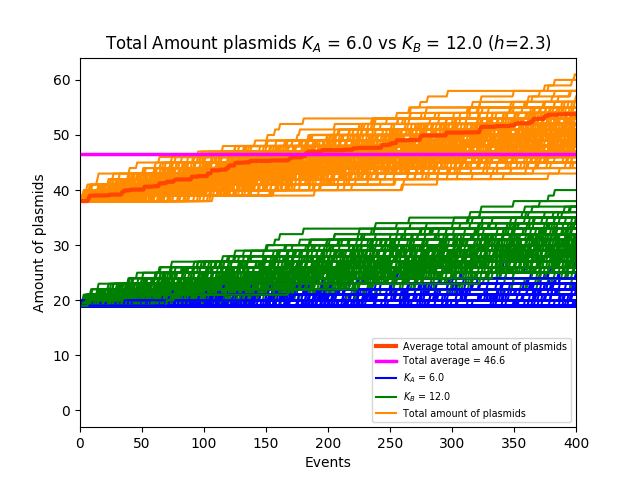 Total Amount plasmids K_A = 6.0 vs K_B = 12.0 (h=2.3)
Amount of plasmids
60
50
40
30
20
10
0
Average total amount of plasmids
Total average = 46.6
K_A = 6.0
K_B = 12.0
Total amount of plasmids
0 50 100 150 200 250 300 350 400
Events